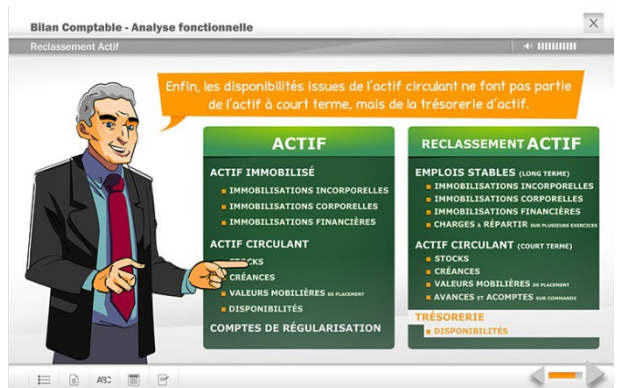 Bilan Comptable - Analyse fonctionnelle
Reclassement Actif
Enfin, les disponibilités issues de l'actif circulant ne font pas partie
de l'actif à court terme, mais de la trésorerie d'actif.
ACTIF
ACTIF IMMOBILISÉ
IMMOBILISATIONS INCORPORELLES
IMMOBILISATIONS CORPORELLES
IMMOBILISATIONS FINANCIÈRES
ACTIF CIRCULANT
STOCKS
CRÉANCES
VALEURS MOBILIÈRES DE PLACEMENT
DISPONIBILITÉS
COMPTES DE RÉGULARISATION
RECLASSEMENT ACTIF
EMPLOIS STABLES (LONG TERME)
IMMOBILISATIONS INCORPORELLES
IMMOBILISATIONS CORPORELLES
IMMOBILISATIONS FINANCIÈRES
CHARGES À RÉPARTIR SUR PLUSIEURS EXERCICES
ACTIF CIRCULANT (COURT TERME)
STOCKS
CRÉANCES
VALEURS MOBILIÈRES DE PLACEMENT
AVANCES ET ACOMPTES SUR COMMANDE
TRÉSORERIE
DISPONIBILITÉS
ABC